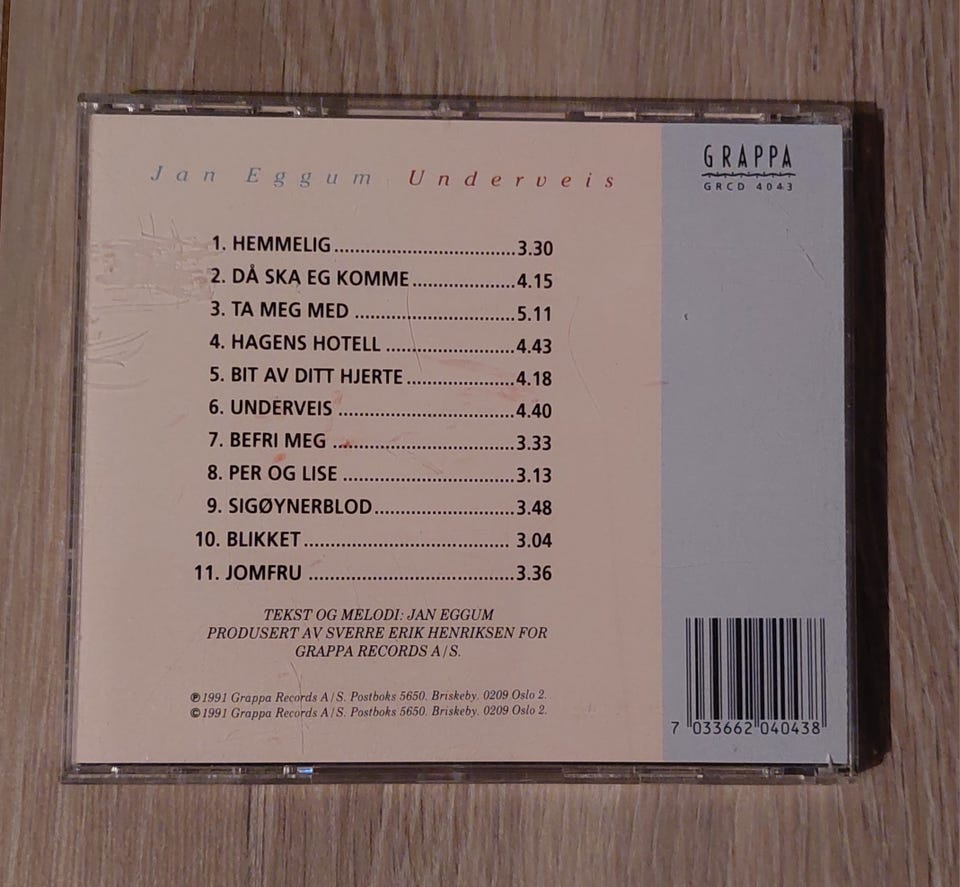 Jan Eggum Underveis
GRAPPA
GRCD 4043
1. HEMMELIG..............................3.30
2. DÅ SKA EG KOMME.................4.15
3. TA MEG MED ..........................5.11
4. HAGENS HOTELL .....................4.43
5. BIT AV DITT HJERTE..................4.18
6. UNDERVEIS .............................4.40
7. BEFRI MEG ..............................3.33
8. PER OG LISE ............................3.13
9. SIGØYNERBLOD.......................3.48
10. BLIKKET.................................. 3.04
11. JOMFRU ..................................3.36
TEKST OG MELODI: JAN EGGUM
PRODUSERT AV SVERRE ERIK HENRIKSEN FOR
GRAPPA RECORDS A/S.
℗1991 Grappa Records A/S. Postboks 5650. Briskeby. 0209 Oslo 2.
©1991 Grappa Records A/S. Postboks 5650. Briskeby. 0209 Oslo 2.
7 033662 040438